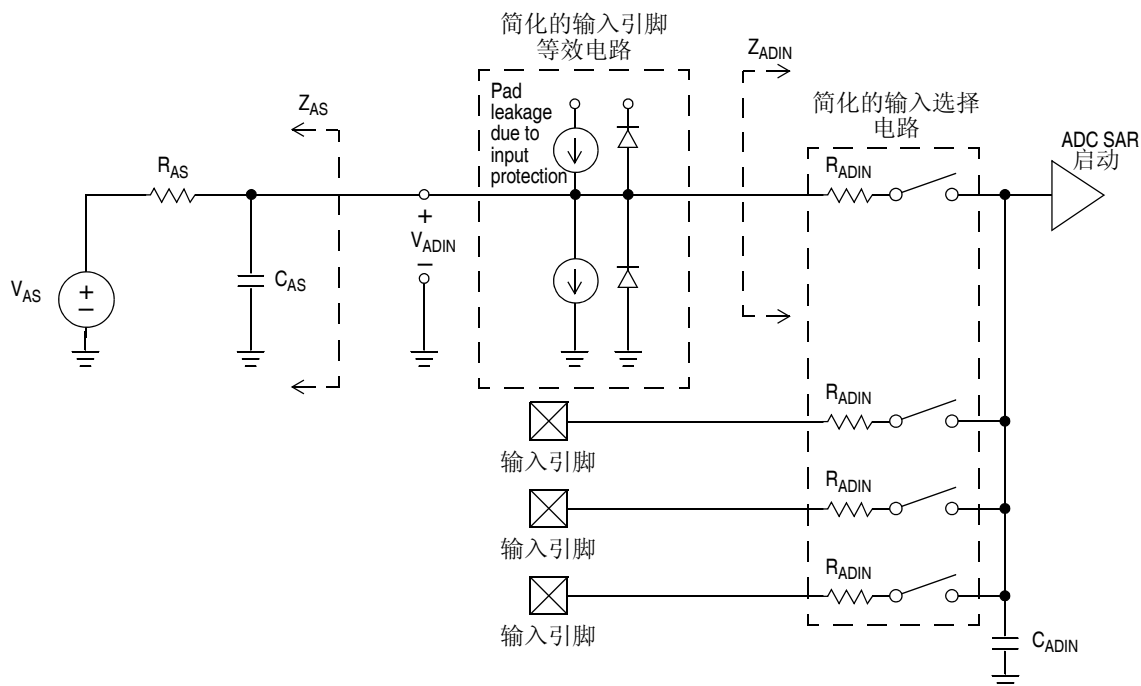 简化的输入引脚
等效电路
Z_ADIN
Pad
leakage
due to
input
protection
Z_AS
简化的输入选择
电路
ADC SAR
启动
R_AS
R_ADIN
+
V_ADIN
−
V_AS
+
−
C_AS
R_ADIN
输入引脚
R_ADIN
输入引脚
R_ADIN
输入引脚
C_ADIN